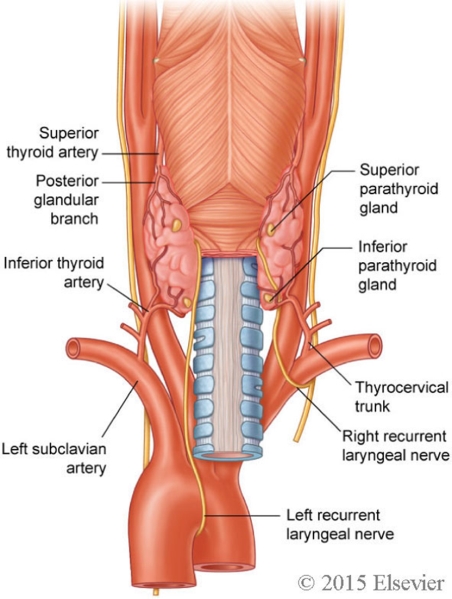 Superior
thyroid artery
Posterior
glandular
branch
Inferior thyroid
artery
Left subclavian
artery
Superior
parathyroid
gland
Inferior
parathyroid
gland
Thyrocervical
trunk
Right recurrent
laryngeal nerve
Left recurrent
laryngeal nerve
© 2015 Elsevier